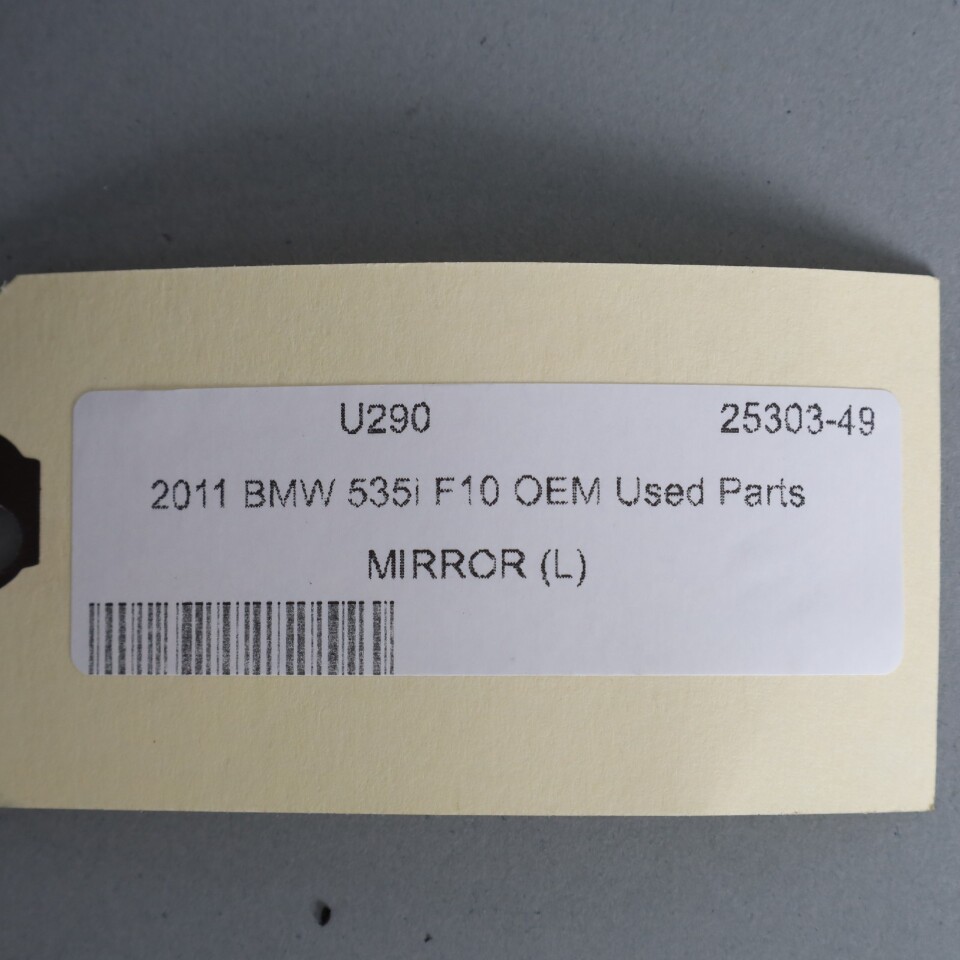 U290 25303-49
2011 BMW 535i F10 OEM Used Parts
MIRROR (L)